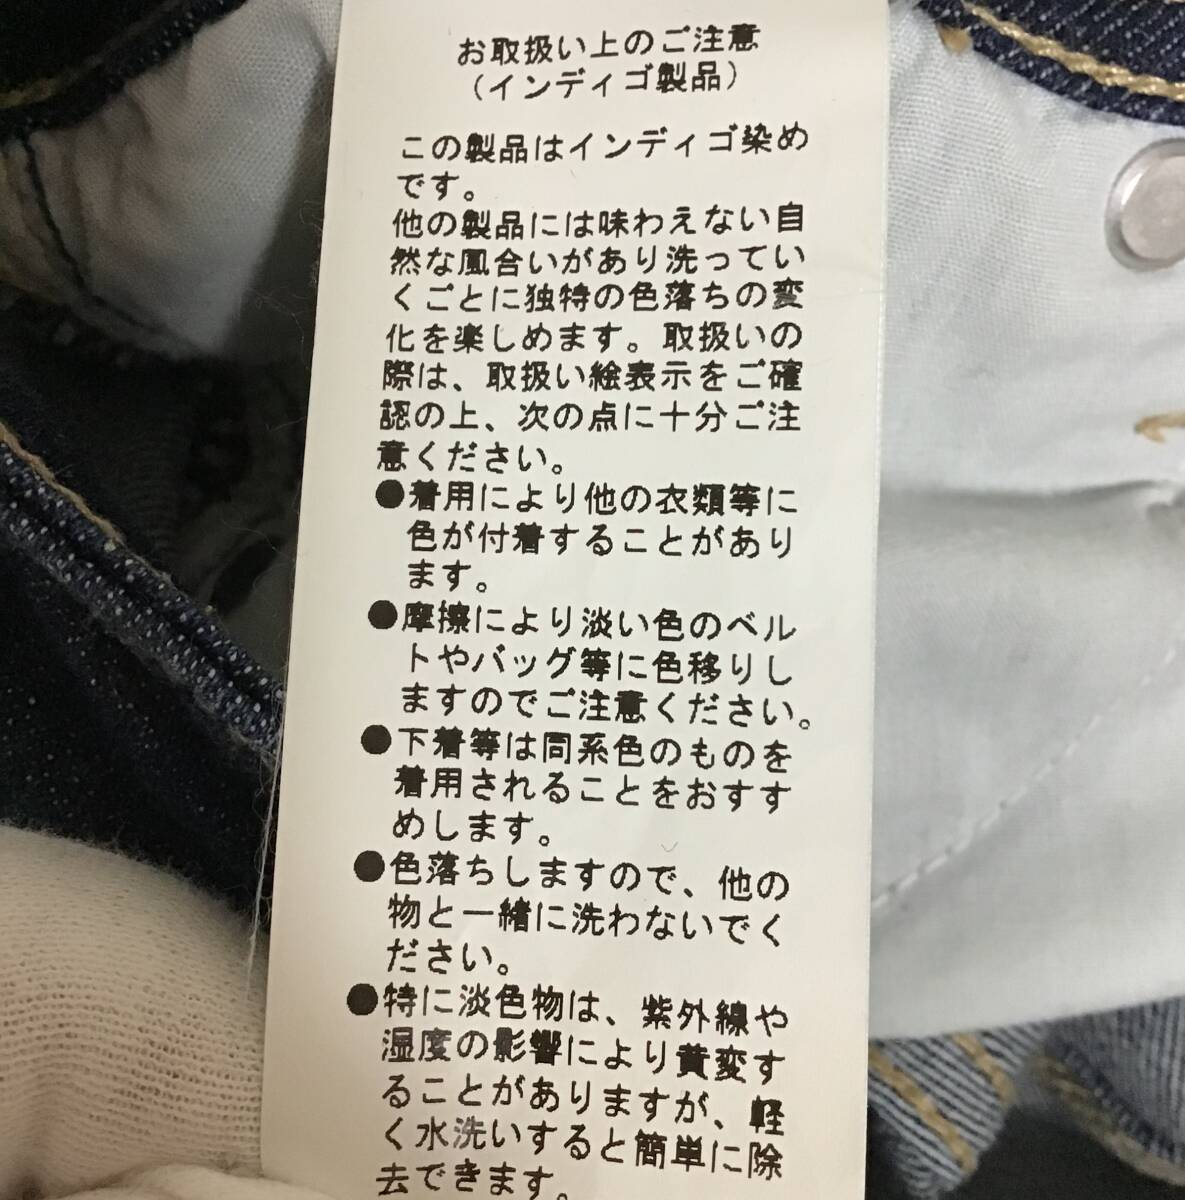 お取扱い上のご注意
（インディゴ製品）
この製品はインディゴ染め
です。
他の製品には味わえない自
然な風合いがあり洗ってい
くごとに独特の色落ちの変
化を楽しめます。取扱いの
際は、取扱い絵表示をご確
認の上、次の点に十分ご注
意ください。
●着用により他の衣類等に
色が付着することがあり
ます。
●摩擦により淡い色のベル
トやバッグ等に色移りし
ますのでご注意ください。
●下着等は同系色のものを
着用されることをおすす
めします。
●色落ちしますので、他の
物と一緒に洗わないでく
ださい。
●特に淡色物は、紫外線や
湿度の影響により黄変す
ることがありますが、軽
く水洗いすると簡単に除
去できます。